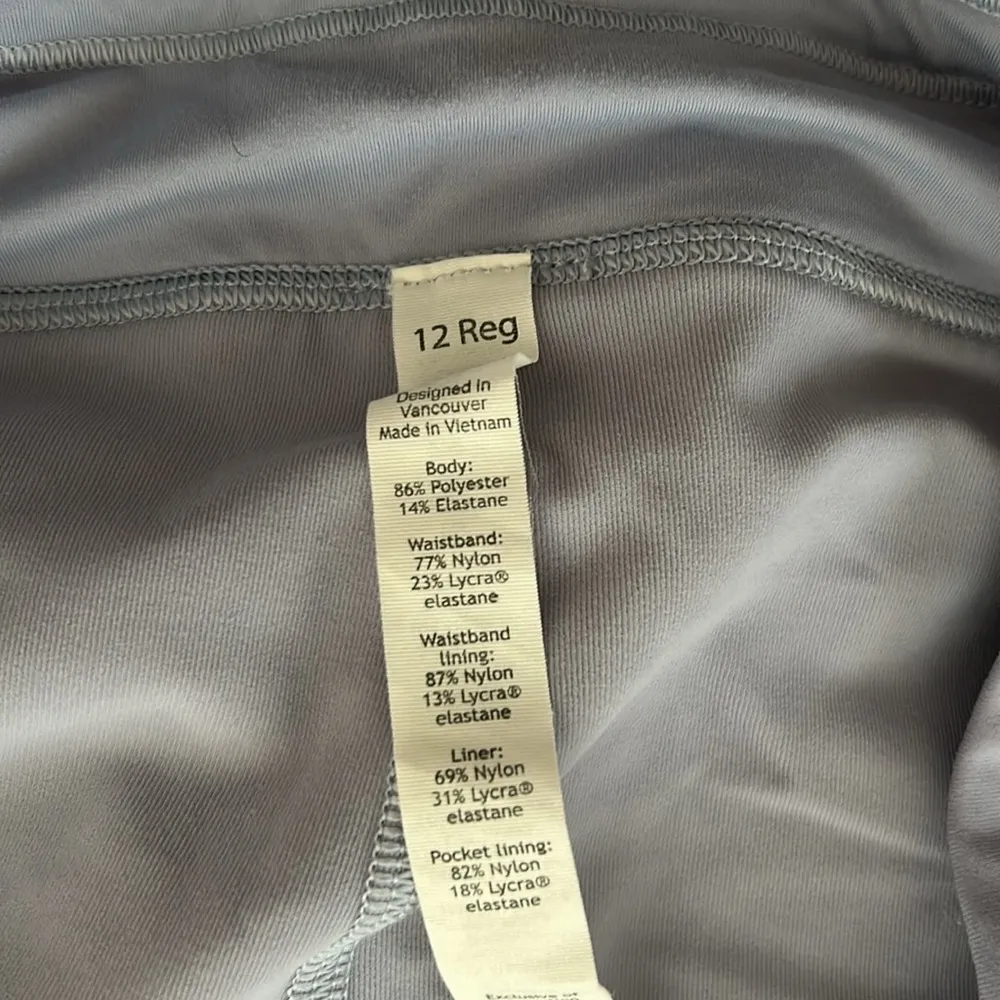 12 Reg
Designed in
Vancouver
Made in Vietnam
Body:
86% Polyester
14% Elastane
Waistband:
77% Nylon
23% Lycra®
elastane
Waistband
lining:
87% Nylon
13% Lycra®
elastane
Liner:
69% Nylon
31% Lycra®
elastane
Pocket lining:
82% Nylon
18% Lycra®
elastane
Exclusive of